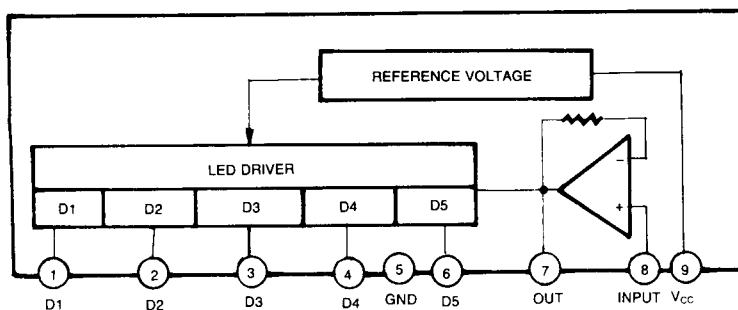 REFERENCE VOLTAGE
LED DRIVER
D1 D2 D3 D4 D5
− +
1 2 3 4 5 6 7 8 9
D1 D2 D3 D4 GND D5 OUT INPUT VCC